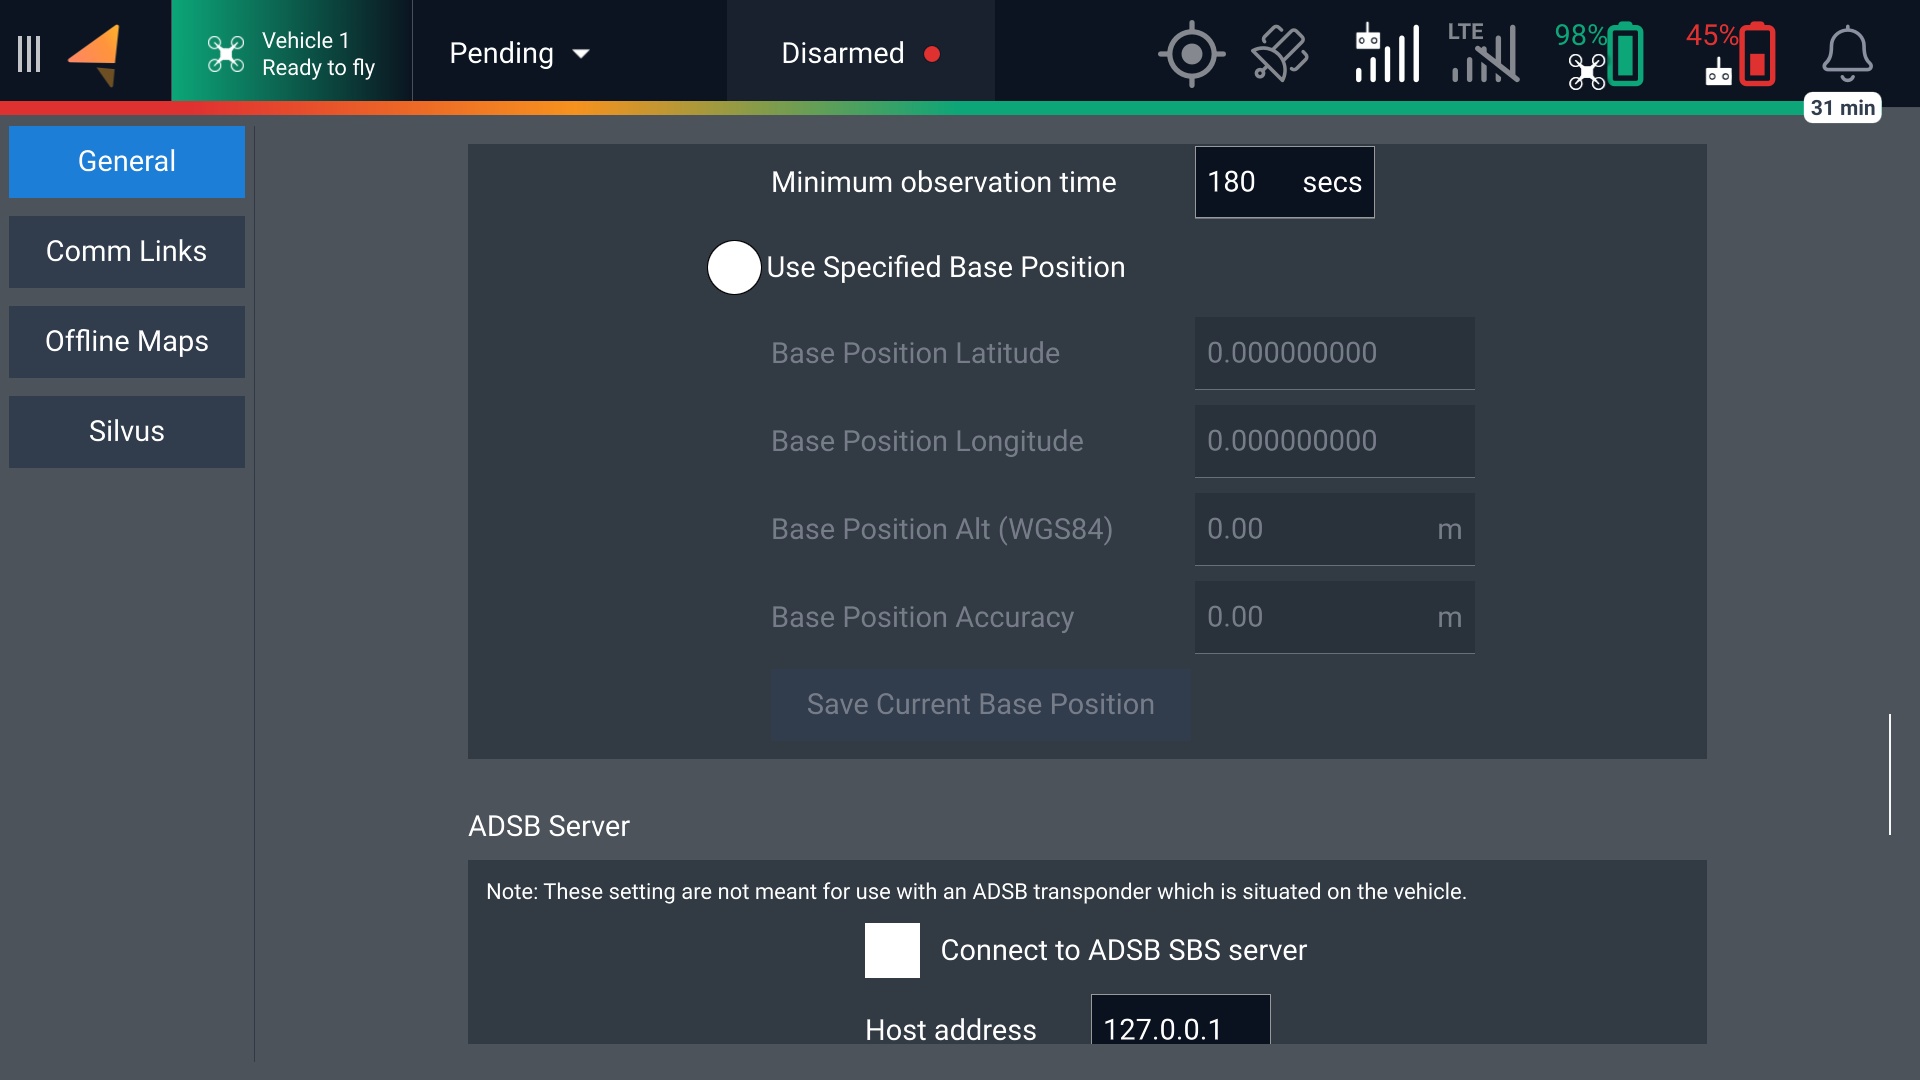 Vehicle 1
Ready to fly
Pending
Disarmed
LTE
98%
45%
31 min
General
Comm Links
Offline Maps
Silvus
Minimum observation time 180 secs
Use Specified Base Position
Base Position Latitude 0.000000000
Base Position Longitude 0.000000000
Base Position Alt (WGS84) 0.00 m
Base Position Accuracy 0.00 m
Save Current Base Position
ADSB Server
Note: These setting are not meant for use with an ADSB transponder which is situated on the vehicle.
Connect to ADSB SBS server
Host address 127.0.0.1